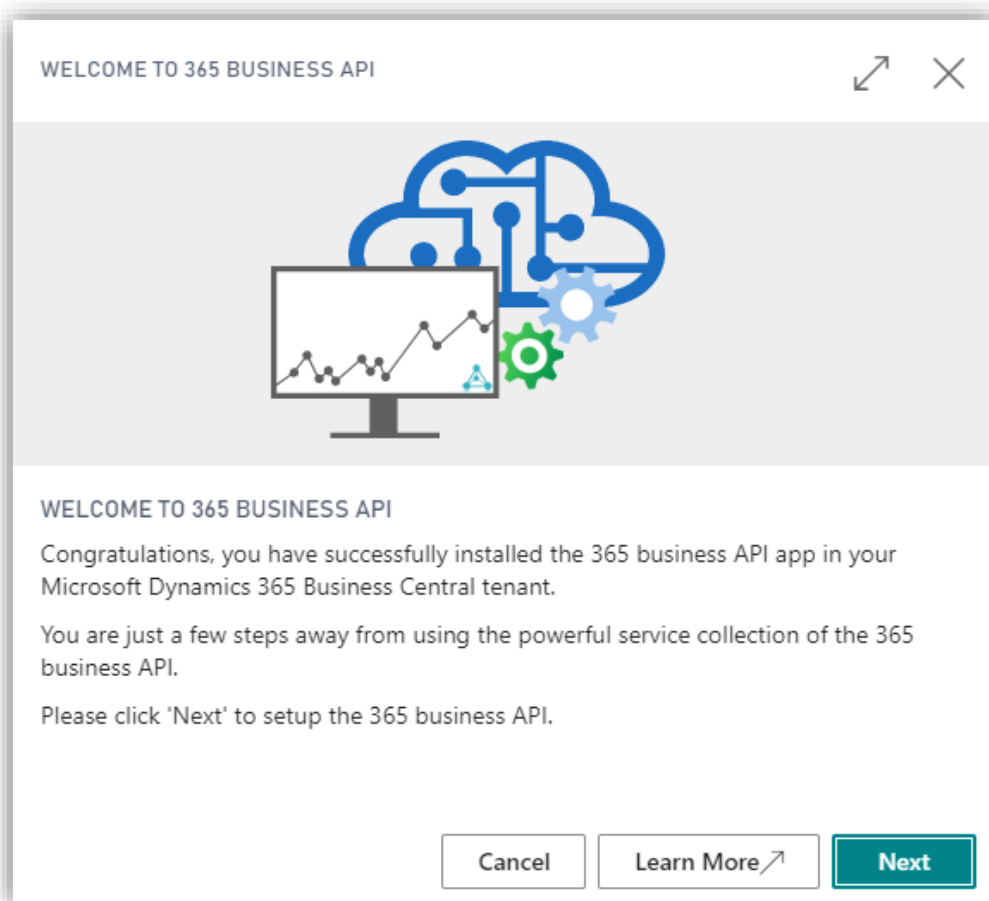 WELCOME TO 365 BUSINESS API
WELCOME TO 365 BUSINESS API
Congratulations, you have successfully installed the 365 business API app in your
Microsoft Dynamics 365 Business Central tenant.
You are just a few steps away from using the powerful service collection of the 365
business API.
Please click 'Next' to setup the 365 business API.
Cancel
Learn More
Next